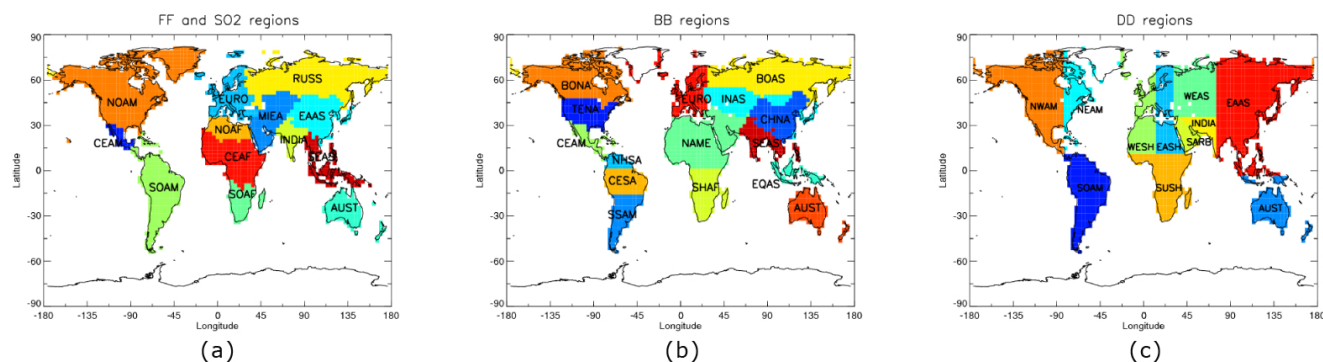 FF and SO2 regions
90
60
30
0
-30
-60
-90
Latitude
-180 -135 -90 -45 0 45 90 135 180
Longitude
RUSS
NOAM
EURO
MIEA
EAAS
NOAF
INDIA
CEAM
CEAF
SEAS
SOAM
SOAF
AUST
(a)
BB regions
90
60
30
0
-30
-60
-90
Latitude
-180 -135 -90 -45 0 45 90 135 180
Longitude
BONA
BOAS
EURO
INAS
TENA
CHNA
CEAM
NAME
SEAS
NHSA
EQAS
CESA
SHAF
SSAM
AUST
(b)
DD regions
90
60
30
0
-30
-60
-90
Latitude
-180 -135 -90 -45 0 45 90 135 180
Longitude
WEAS
NWAM
NEAM
EAAS
INDIA
WESH
EASH
SARB
SOAM
SUSH
AUST
(c)